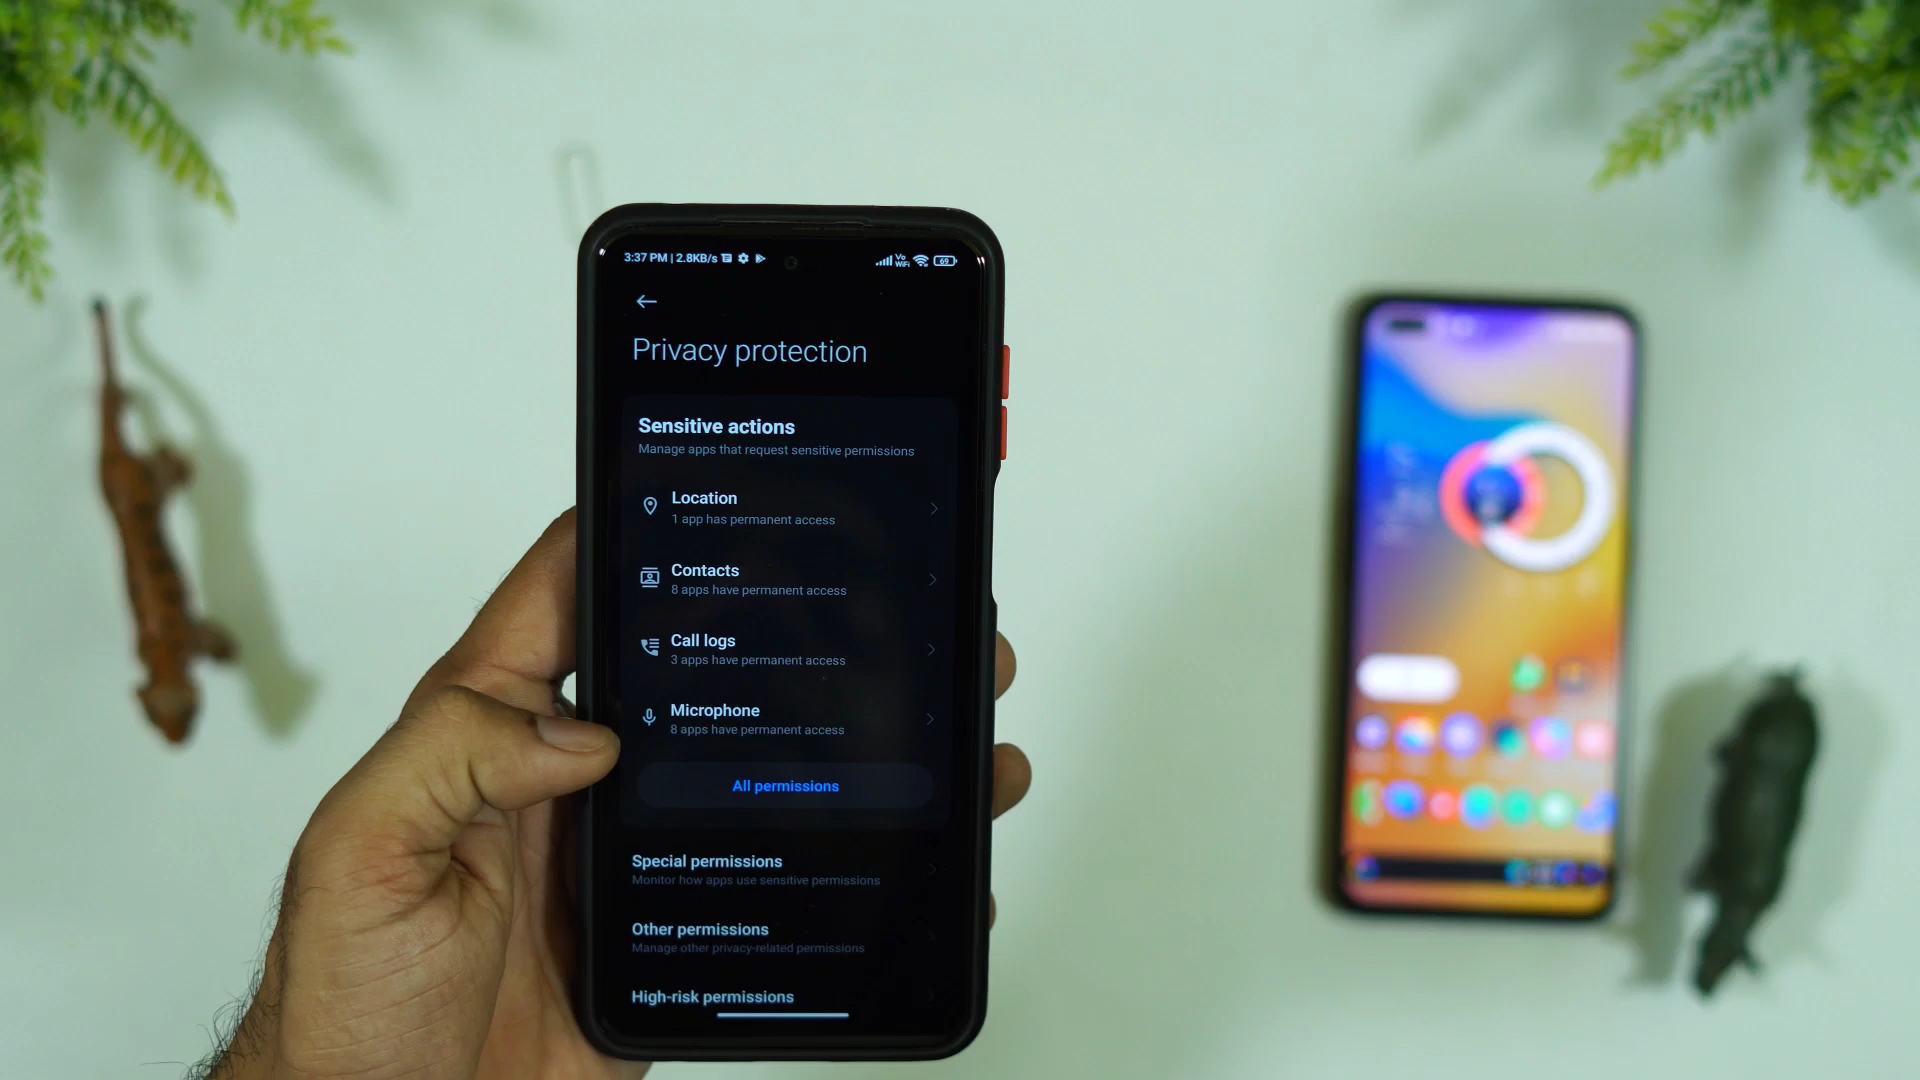 3:37 PM | 2.8KB/s
Vo
WiFi
69
Privacy protection
Sensitive actions
Manage apps that request sensitive permissions
Location
1 app has permanent access
Contacts
8 apps have permanent access
Call logs
3 apps have permanent access
Microphone
8 apps have permanent access
All permissions
Special permissions
Monitor how apps use sensitive permissions
Other permissions
Manage other privacy-related permissions
High-risk permissions